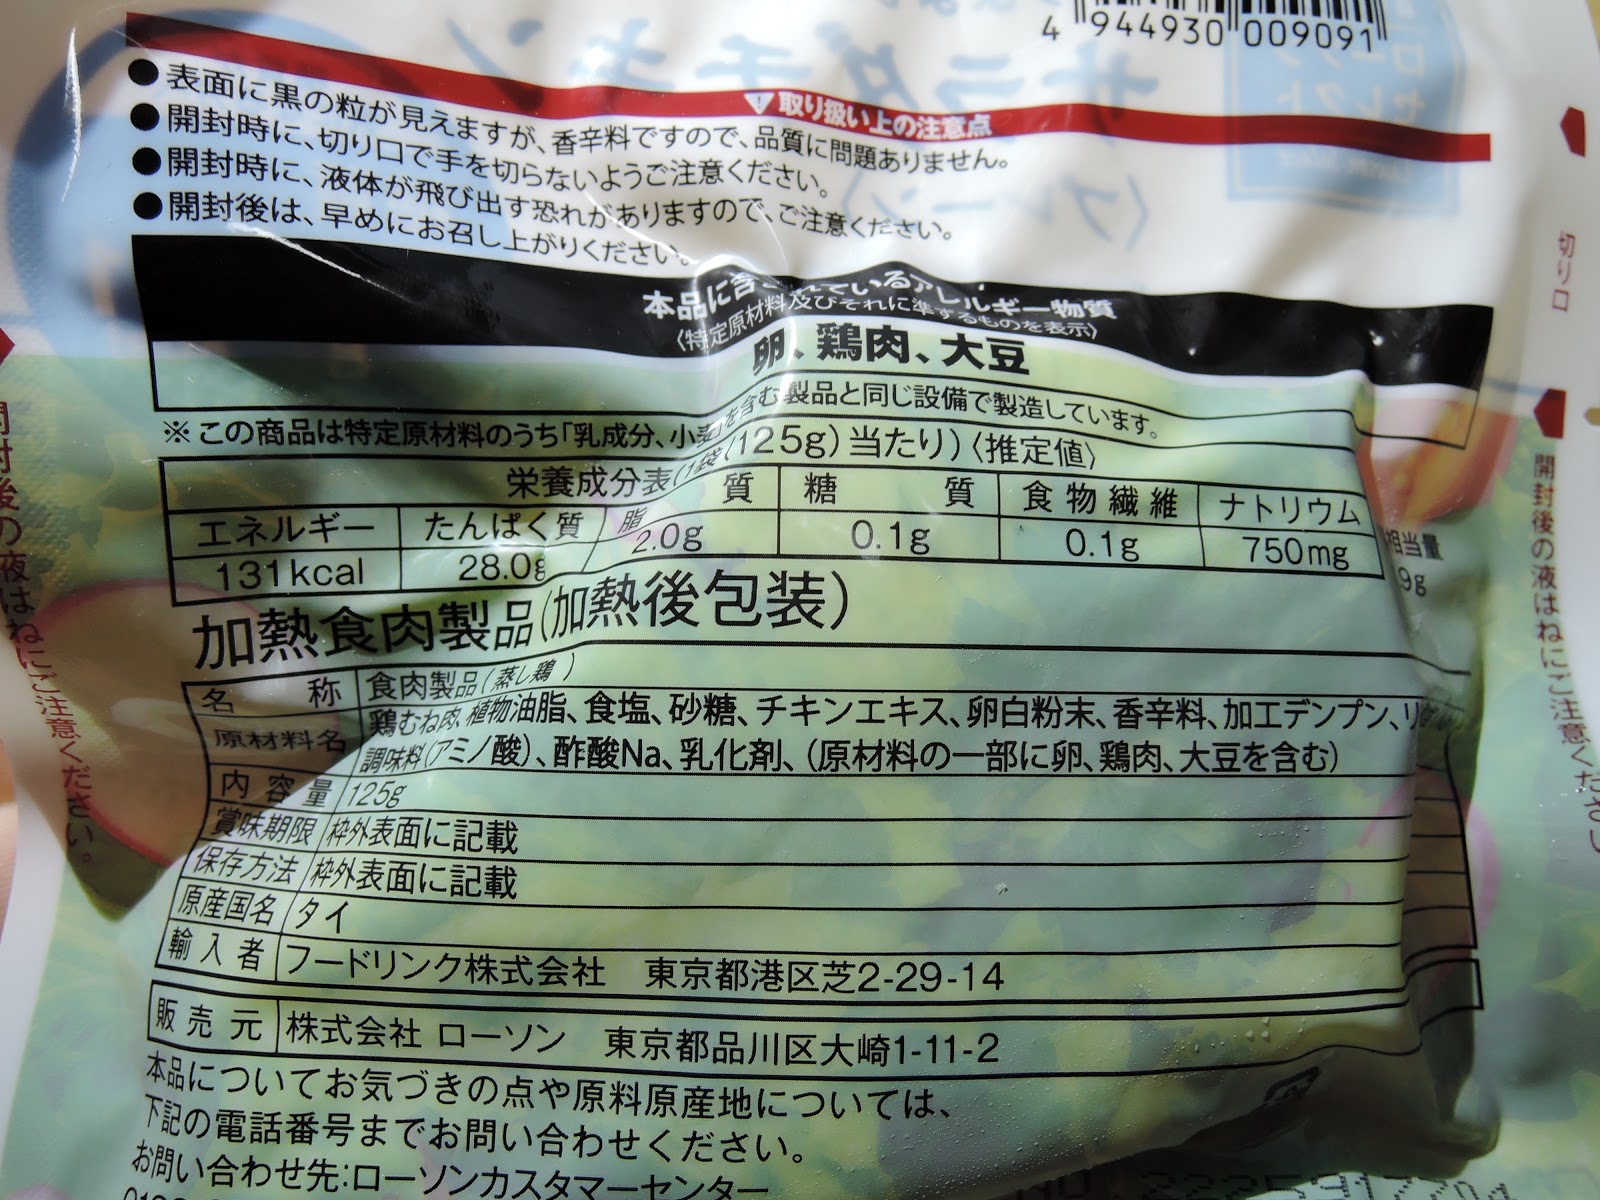 4 944930 009091
取り扱い上の注意点
●表面に黒の粒が見えますが、香辛料ですので、品質に問題ありません。
●開封時に、切り口で手を切らないようご注意ください。
●開封時に、液体が飛び出す恐れがありますので、ご注意ください。
●開封後は、早めにお召し上がりください。
本品に含まれているアレルギー物質
〈特定原材料及びそれに準ずるものを表示〉
卵、鶏肉、大豆
※この商品は特定原材料のうち「乳成分、小麦」を含む製品と同じ設備で製造しています。
栄養成分表(1袋(125g)当たり)〈推定値〉
エネルギー たんぱく質 脂質 糖質 食物繊維 ナトリウム 相当量
131kcal 28.0g 2.0g 0.1g 0.1g 750mg 9g
加熱食肉製品(加熱後包装)
名称 食肉製品(蒸し鶏)
原材料名 鶏むね肉、植物油脂、食塩、砂糖、チキンエキス、卵白粉末、香辛料、加工デンプン、
調味料(アミノ酸)、酢酸Na、乳化剤、(原材料の一部に卵、鶏肉、大豆を含む)
内容量 125g
賞味期限 枠外表面に記載
保存方法 枠外表面に記載
原産国名 タイ
輸入者 フードリンク株式会社 東京都港区芝2-29-14
販売元 株式会社 ローソン 東京都品川区大崎1-11-2
本品についてお気づきの点や原料原産地については、
下記の電話番号までお問い合わせください。
お問い合わせ先:ローソンカスタマーセンター
切り口
開封後の液はねにご注意ください
開封後の液はねにご注意ください。